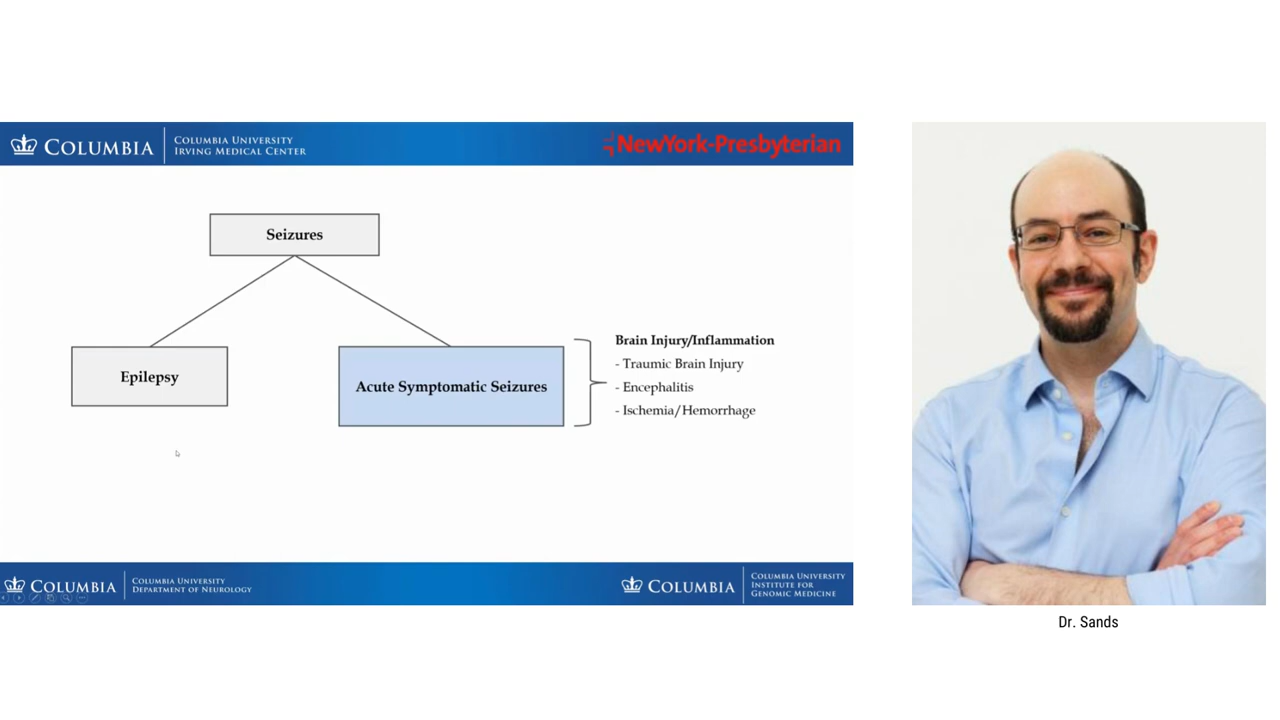 COLUMBIA
COLUMBIA UNIVERSITY
IRVING MEDICAL CENTER
NewYork-Presbyterian
Seizures
Epilepsy
Acute Symptomatic Seizures
Brain Injury/Inflammation
- Traumic Brain Injury
- Encephalitis
- Ischemia/Hemorrhage
COLUMBIA
COLUMBIA UNIVERSITY
DEPARTMENT OF NEUROLOGY
COLUMBIA
COLUMBIA UNIVERSITY
INSTITUTE FOR
GENOMIC MEDICINE
Dr. Sands